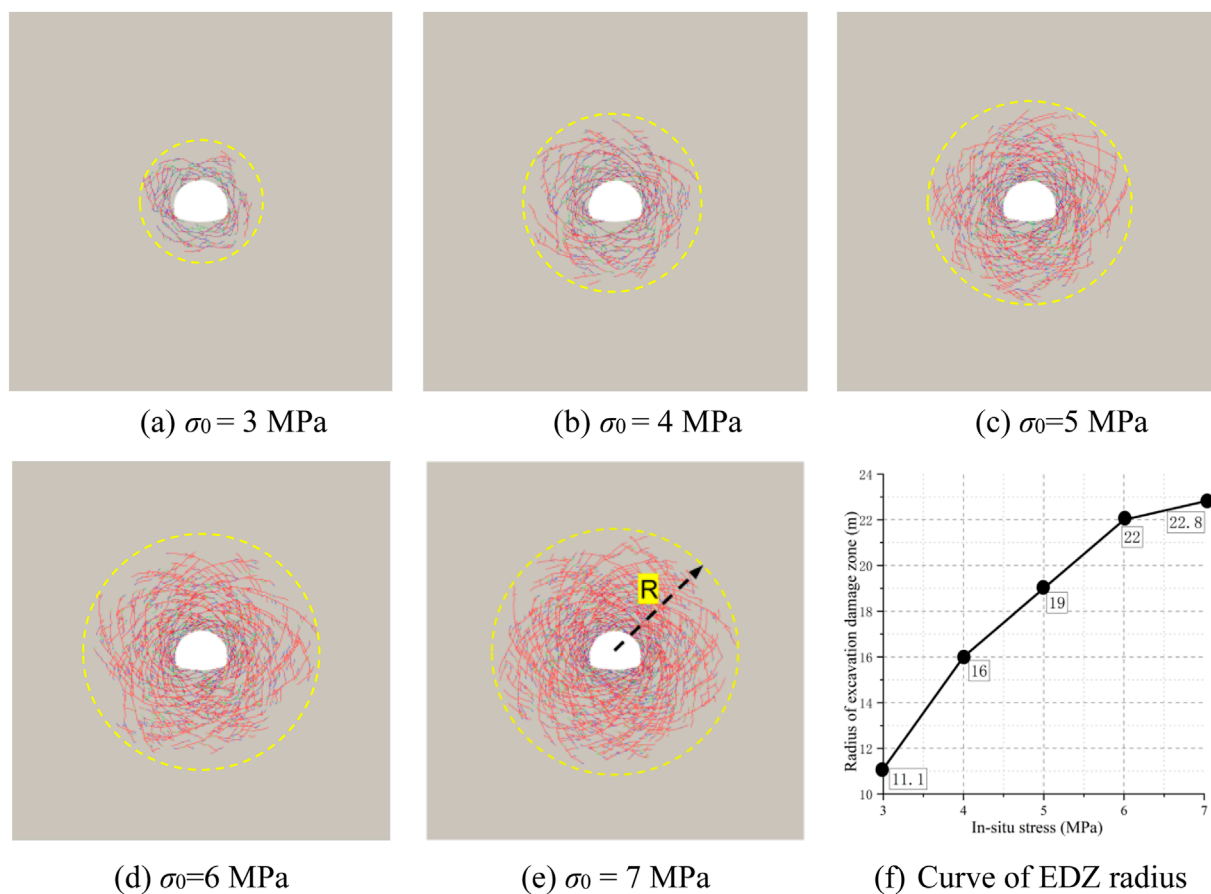 (a) σ0 = 3 MPa
(b) σ0 = 4 MPa
(c) σ0=5 MPa
R
(d) σ0=6 MPa
(e) σ0 = 7 MPa
Radius of excavation damage zone (m)
24
22
20
18
16
14
12
10
11.1
16
19
22
22.8
3
4
5
6
7
In-situ stress (MPa)
(f) Curve of EDZ radius